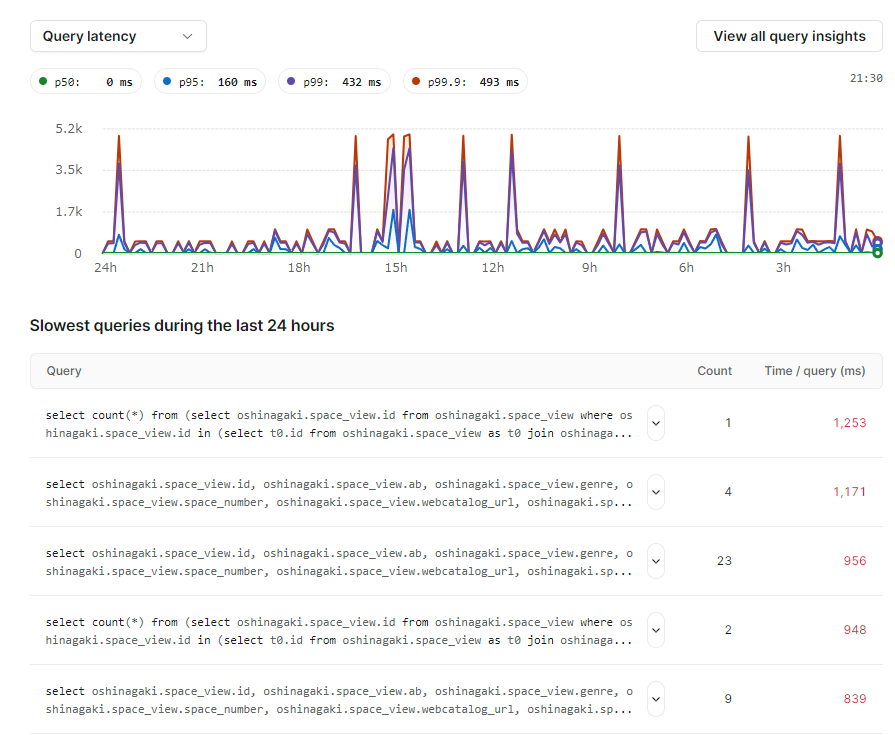 Query latency
View all query insights
p50: 0 ms
p95: 160 ms
p99: 432 ms
p99.9: 493 ms
21:30
5.2k
3.5k
1.7k
0
24h 21h 18h 15h 12h 9h 6h 3h
Slowest queries during the last 24 hours
Query Count Time / query (ms)
select count(*) from (select oshinagaki.space_view.id from oshinagaki.space_view where os
hinagaki.space_view.id in (select t0.id from oshinagaki.space_view as t0 join oshinaga...
1 1,253
select oshinagaki.space_view.id, oshinagaki.space_view.ab, oshinagaki.space_view.genre, o
shinagaki.space_view.space_number, oshinagaki.space_view.webcatalog_url, oshinagaki.sp...
4 1,171
select oshinagaki.space_view.id, oshinagaki.space_view.ab, oshinagaki.space_view.genre, o
shinagaki.space_view.space_number, oshinagaki.space_view.webcatalog_url, oshinagaki.sp...
23 956
select count(*) from (select oshinagaki.space_view.id from oshinagaki.space_view where os
hinagaki.space_view.id in (select t0.id from oshinagaki.space_view as t0 join oshinaga...
2 948
select oshinagaki.space_view.id, oshinagaki.space_view.ab, oshinagaki.space_view.genre, o
shinagaki.space_view.space_number, oshinagaki.space_view.webcatalog_url, oshinagaki.sp...
9 839